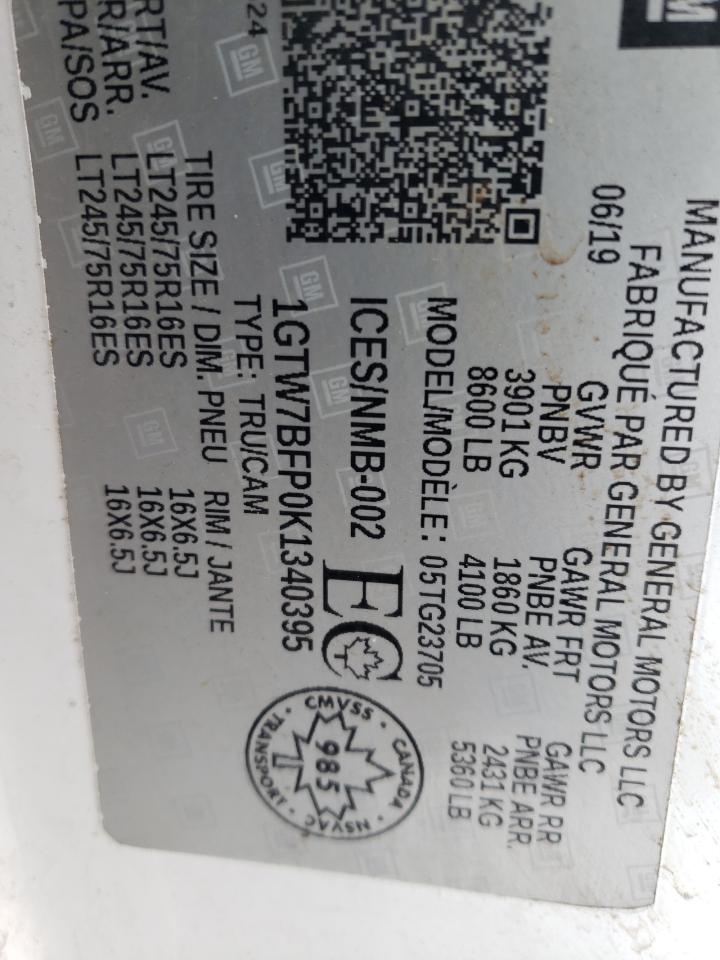 GM
MANUFACTURED BY GENERAL MOTORS LLC
FABRIQUÉ PAR GENERAL MOTORS LLC
06/19
GVWR GAWR FRT GAWR RR
PNBV PNBE AV. PNBE ARR.
3901 KG 1860 KG 2431 KG
8600 LB 4100 LB 5360 LB
MODEL/MODÈLE: 05TG23705
ICES/NMB-002 EC
1GTW7BFP0K1340395
TYPE: TRU/CAM
TIRE SIZE / DIM. PNEU RIM / JANTE
RT/AV. LT245/75R16ES 16X6.5J
R/ARR. LT245/75R16ES 16X6.5J
PA/SOS LT245/75R16ES 16X6.5J
24
CMVSS · CANADA · NSVAC · TRANSPORT
985